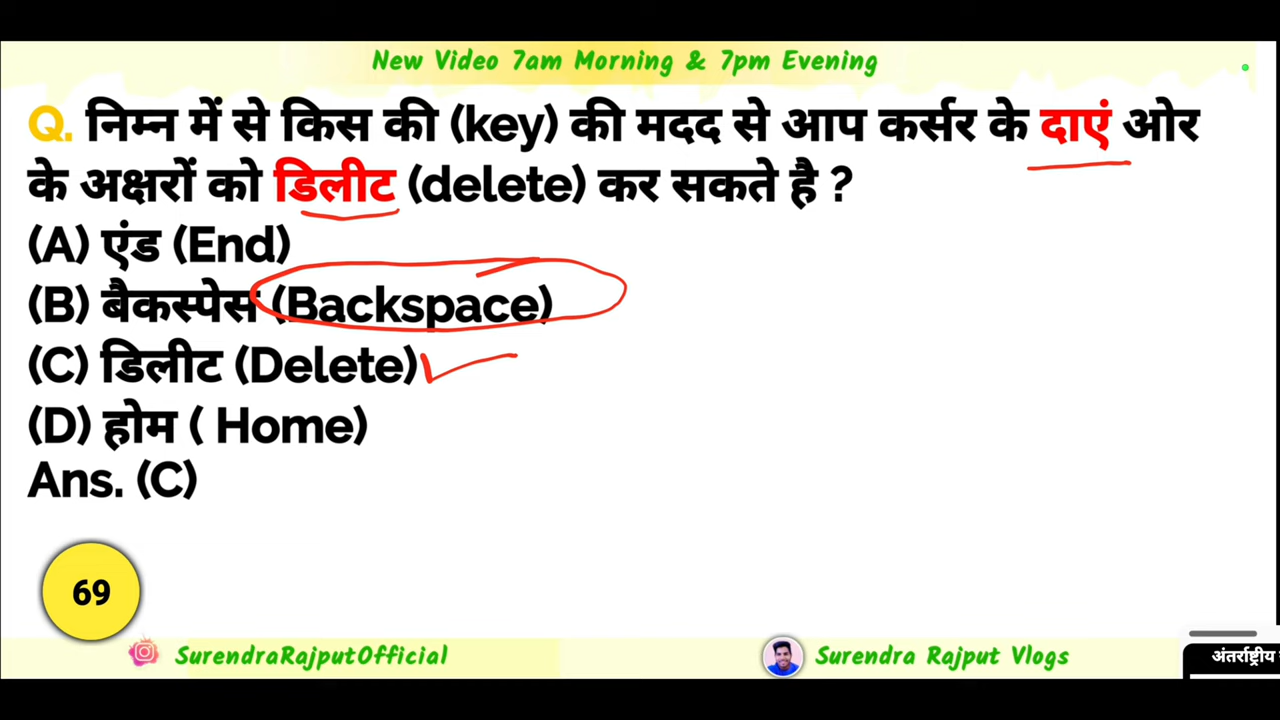 New Video 7am Morning & 7pm Evening
Q. निम्न में से किस की (key) की मदद से आप कर्सर के दाएं ओर
के अक्षरों को डिलीट (delete) कर सकते है ?
(A) एंड (End)
(B) बैकस्पेस (Backspace)
(C) डिलीट (Delete)
(D) होम ( Home)
Ans. (C)
69
SurendraRajputOfficial
Surendra Rajput Vlogs
अंतर्राष्ट्रीय